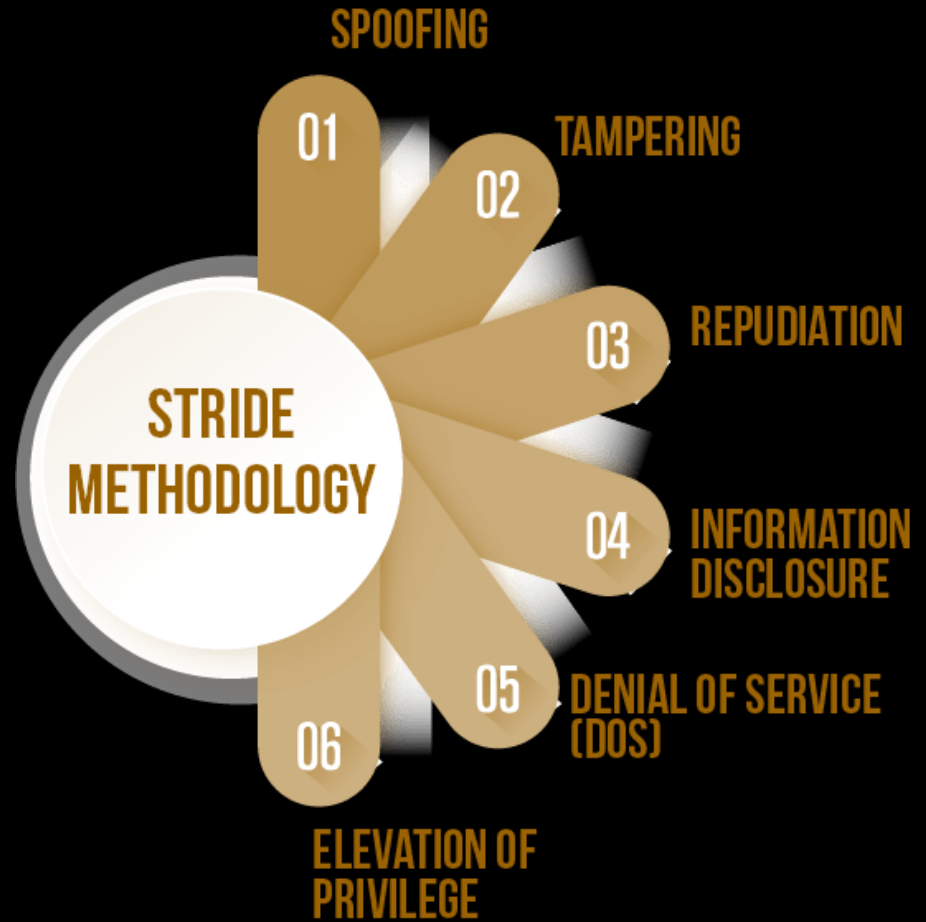 SPOOFING
01
TAMPERING
02
REPUDIATION
03
STRIDE
METHODOLOGY
04
INFORMATION
DISCLOSURE
05
DENIAL OF SERVICE
(DOS)
06
ELEVATION OF
PRIVILEGE